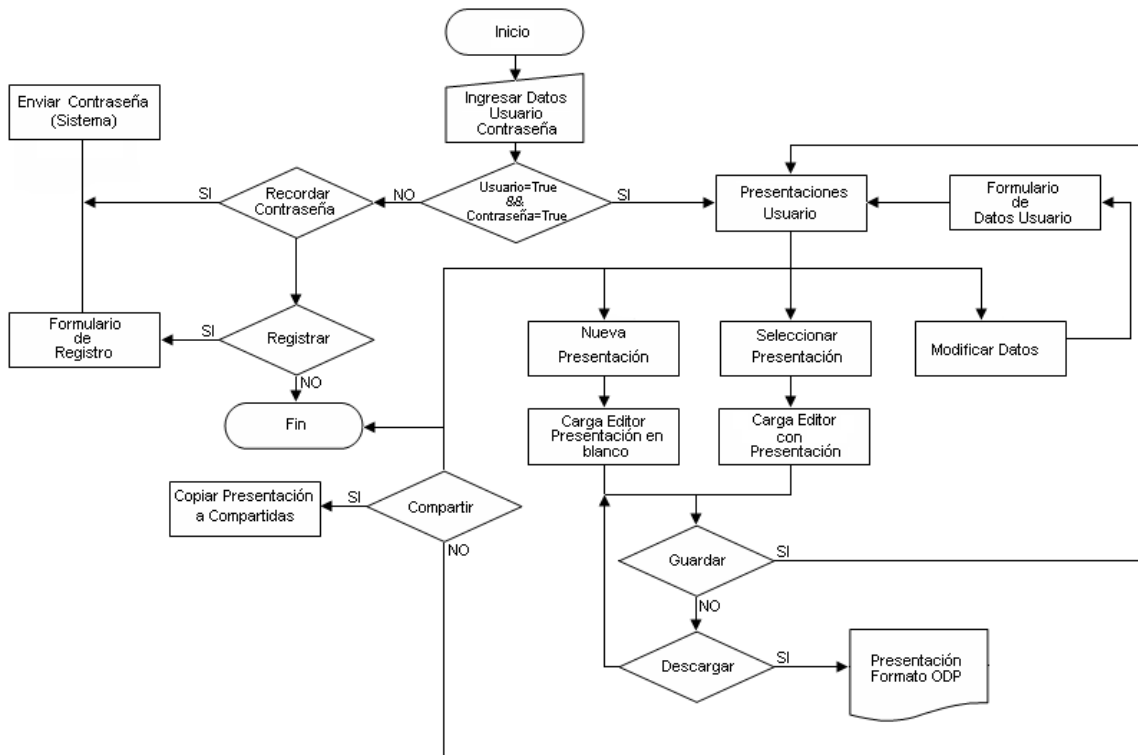 Inicio
Ingresar Datos
Usuario
Contraseña
Enviar Contraseña
(Sistema)
SI
Recordar
Contraseña
NO
Usuario=True
&&
Contraseña=True
SI
Presentaciones
Usuario
Formulario
de
Datos Usuario
Formulario
de
Registro
SI
Registrar
NO
Nueva
Presentación
Seleccionar
Presentación
Modificar Datos
Fin
Carga Editor
Presentación en
blanco
Carga Editor
con
Presentación
Copiar Presentación
a Compartidas
SI
Compartir
NO
Guardar
SI
NO
Descargar
SI
Presentación
Formato ODP